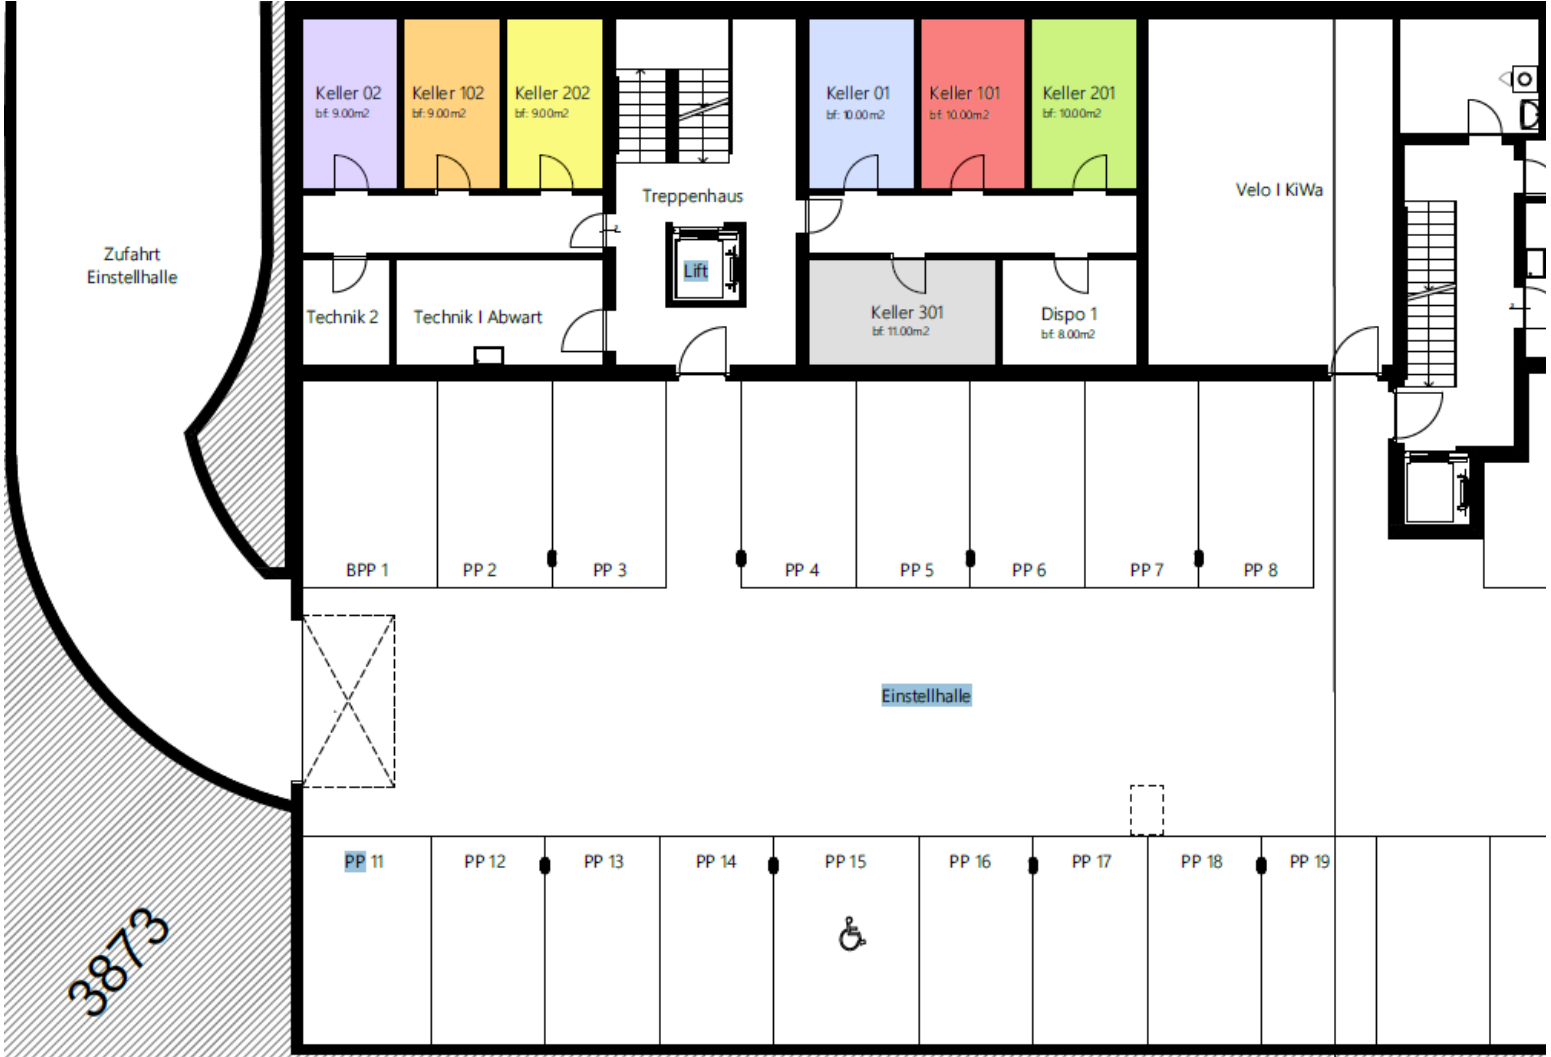 Keller 02
bf: 9.00m2
Keller 102
bf: 9.00m2
Keller 202
bf: 9.00m2
Keller 01
bf: 10.00m2
Keller 101
bf: 10.00m2
Keller 201
bf: 10.00m2
Treppenhaus
Velo I KiWa
Zufahrt
Einstellhalle
Lift
Technik 2
Technik I Abwart
Keller 301
bf: 11.00m2
Dispo 1
bf: 8.00m2
BPP 1
PP 2
PP 3
PP 4
PP 5
PP 6
PP 7
PP 8
Einstellhalle
PP 11
PP 12
PP 13
PP 14
PP 15
PP 16
PP 17
PP 18
PP 19
3873